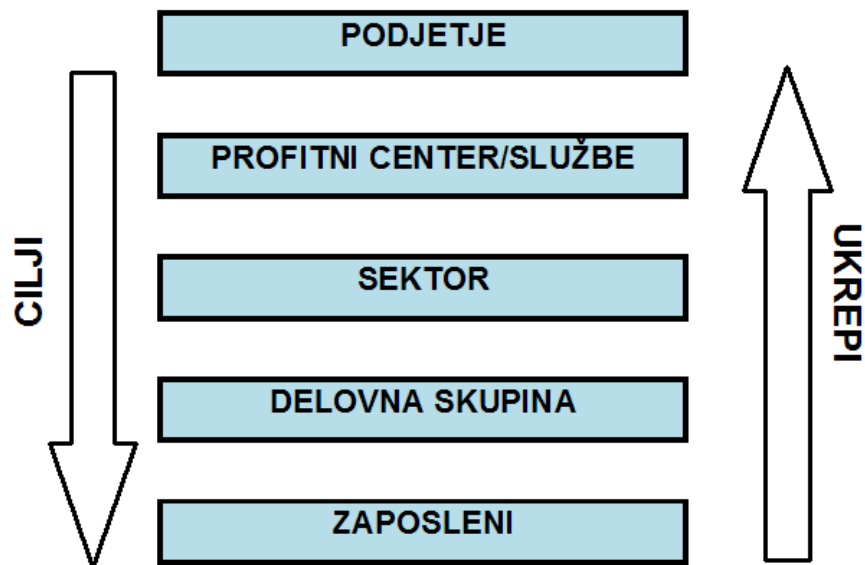 PODJETJE
PROFITNI CENTER/SLUŽBE
CILJI
UKREPI
SEKTOR
DELOVNA SKUPINA
ZAPOSLENI